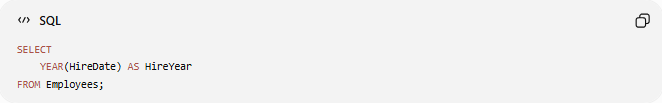 SQL
SELECT
    YEAR(HireDate) AS HireYear
FROM Employees;